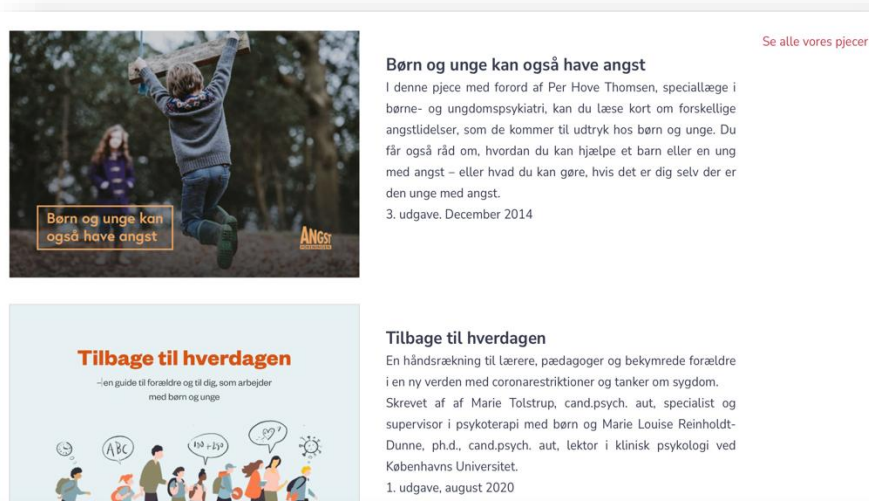 Se alle vores pjecer
Børn og unge kan
også have angst
ANGST
Børn og unge kan også have angst
I denne pjece med forord af Per Hove Thomsen, speciallæge i
børne- og ungdomspsykiatri, kan du læse kort om forskellige
angstlidelser, som de kommer til udtryk hos børn og unge. Du
får også råd om, hvordan du kan hjælpe et barn eller en ung
med angst – eller hvad du kan gøre, hvis det er dig selv der er
den unge med angst.
3. udgave. December 2014
Tilbage til hverdagen
–en guide til forældre og til dig, som arbejder
med børn og unge
ABC
Tilbage til hverdagen
En håndsrækning til lærere, pædagoger og bekymrede forældre
i en ny verden med coronarestriktioner og tanker om sygdom.
Skrevet af af Marie Tolstrup, cand.psych. aut, specialist og
supervisor i psykoterapi med børn og Marie Louise Reinholdt-
Dunne, ph.d., cand.psych. aut, lektor i klinisk psykologi ved
Københavns Universitet.
1. udgave, august 2020